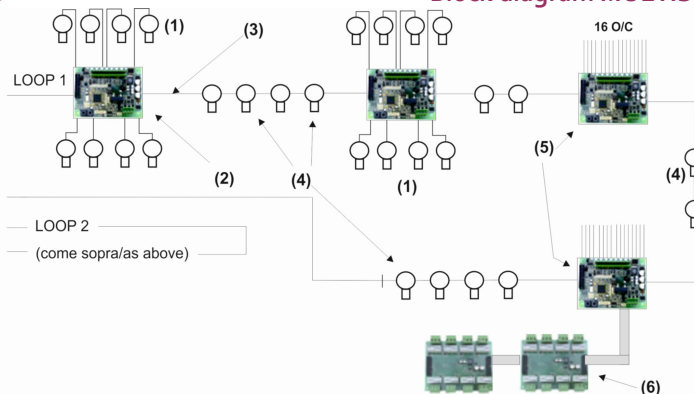 Block diagram
16 O/C
(1)
(3)
LOOP 1
(5)
(2)
(4)
(1)
(4)
LOOP 2
(come sopra/as above)
(6)